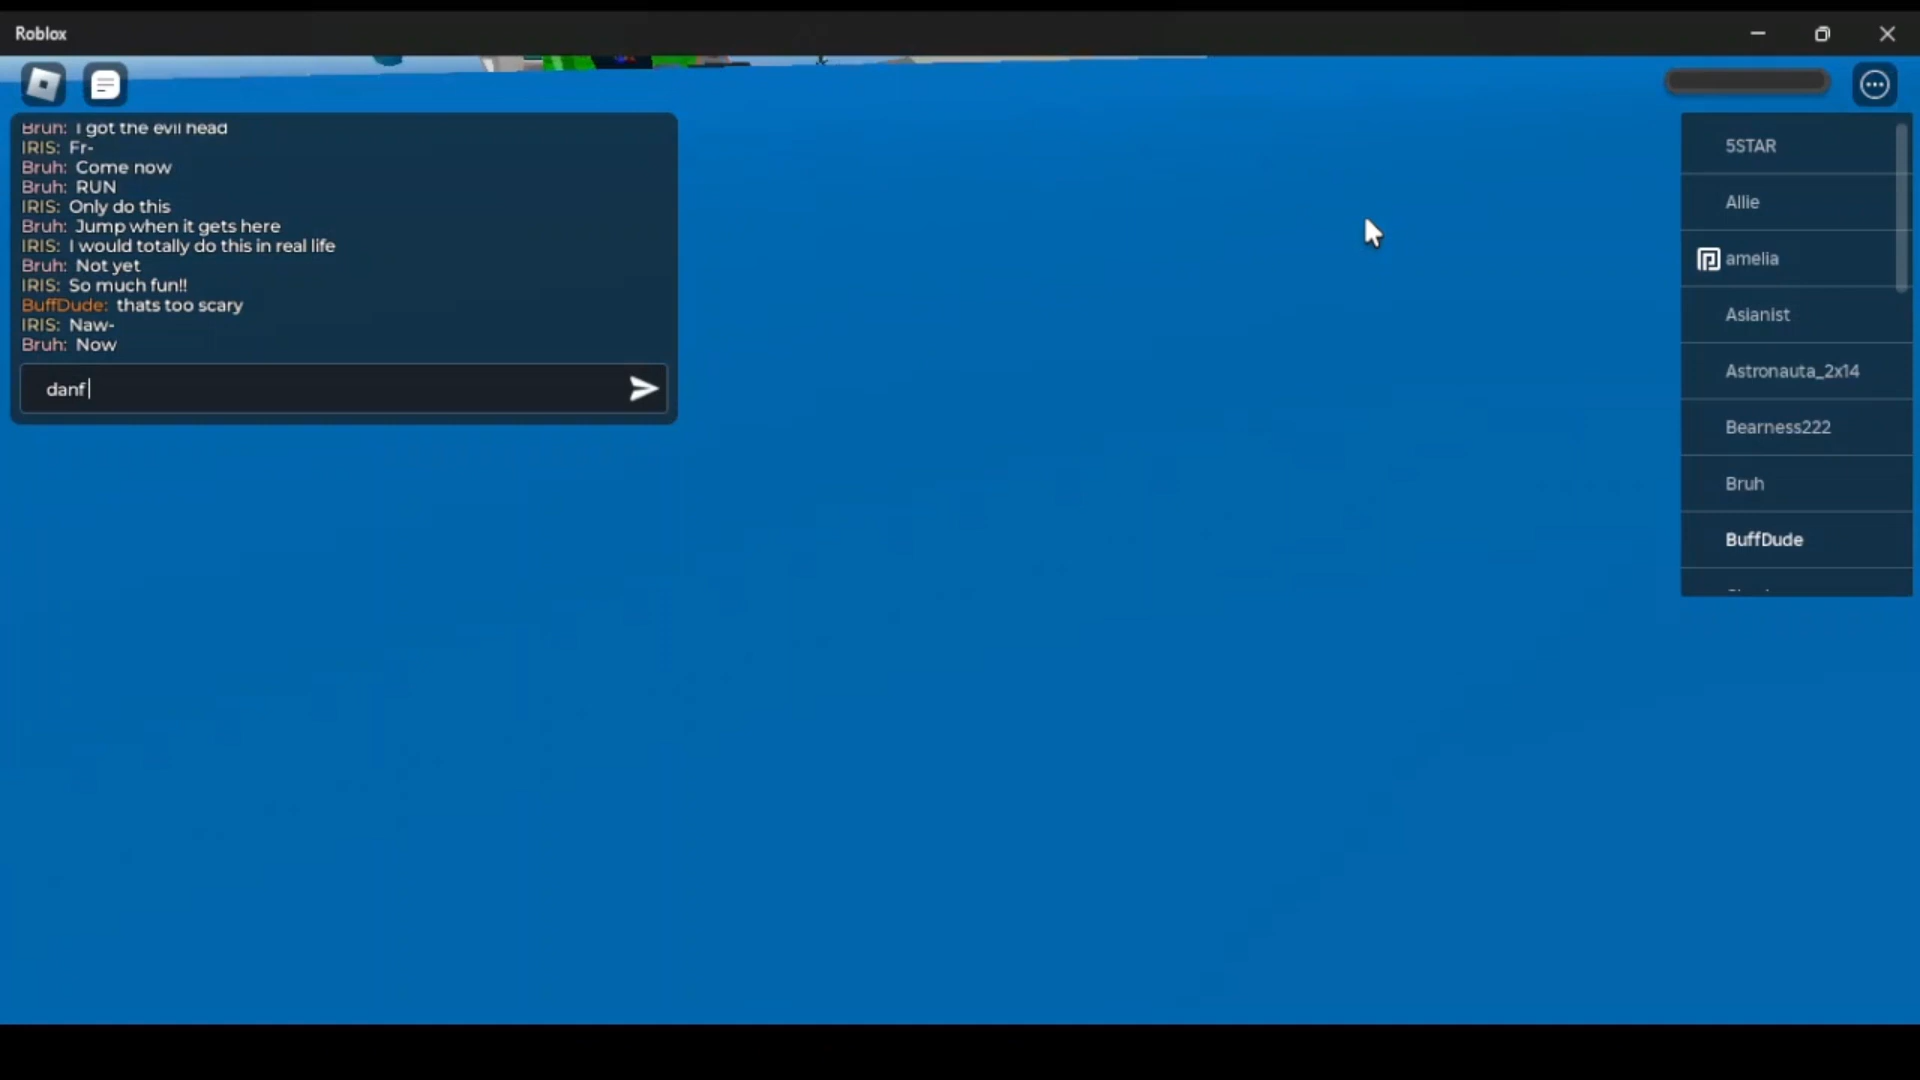 Roblox
Bruh: I got the evil head
IRIS: Fr-
Bruh: Come now
Bruh: RUN
IRIS: Only do this
Bruh: Jump when it gets here
IRIS: I would totally do this in real life
Bruh: Not yet
IRIS: So much fun!!
BuffDude: thats too scary
IRIS: Naw-
Bruh: Now
danf
5STAR
Allie
amelia
Asianist
Astronauta_2x14
Bearness222
Bruh
BuffDude